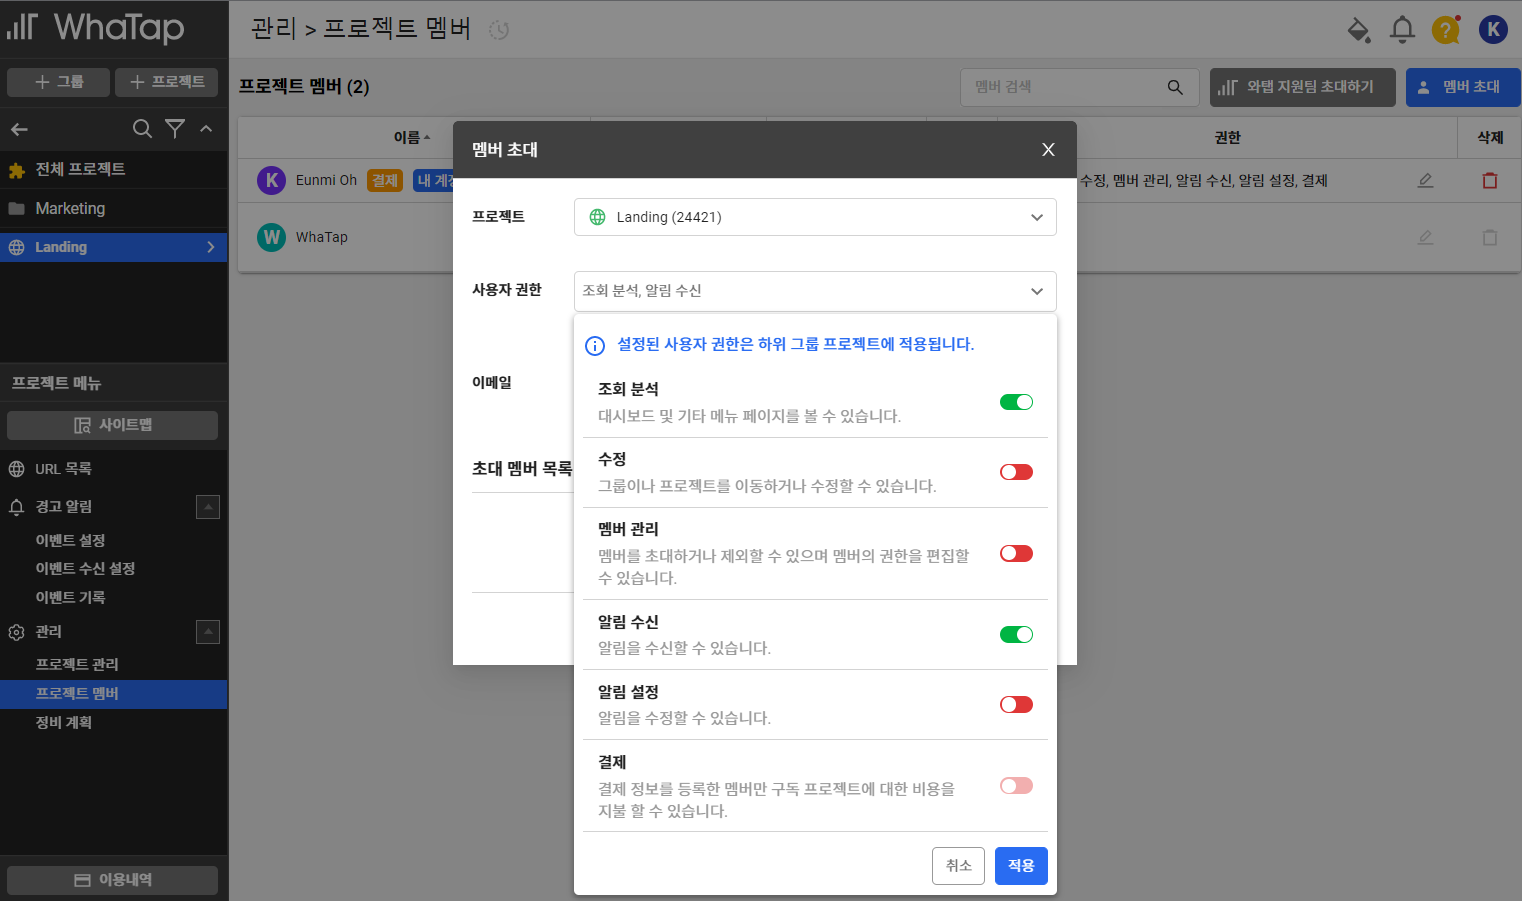 WhaTap
관리 > 프로젝트 멤버
?
K
그룹
프로젝트
프로젝트 멤버 (2)
멤버 검색
와탭 지원팀 초대하기
멤버 초대
이름
권한
삭제
전체 프로젝트
Marketing
Landing
K
Eunmi Oh
결제
내 계정
수정, 멤버 관리, 알림 수신, 알림 설정, 결제
W
WhaTap
프로젝트 메뉴
사이트맵
URL 목록
경고 알림
이벤트 설정
이벤트 수신 설정
이벤트 기록
관리
프로젝트 관리
프로젝트 멤버
정비 계획
이용내역
멤버 초대
X
프로젝트
Landing (24421)
사용자 권한
조회 분석, 알림 수신
이메일
초대 멤버 목록
설정된 사용자 권한은 하위 그룹 프로젝트에 적용됩니다.
조회 분석
대시보드 및 기타 메뉴 페이지를 볼 수 있습니다.
수정
그룹이나 프로젝트를 이동하거나 수정할 수 있습니다.
멤버 관리
멤버를 초대하거나 제외할 수 있으며 멤버의 권한을 편집할
수 있습니다.
알림 수신
알림을 수신할 수 있습니다.
알림 설정
알림을 수정할 수 있습니다.
결제
결제 정보를 등록한 멤버만 구독 프로젝트에 대한 비용을
지불 할 수 있습니다.
취소
적용